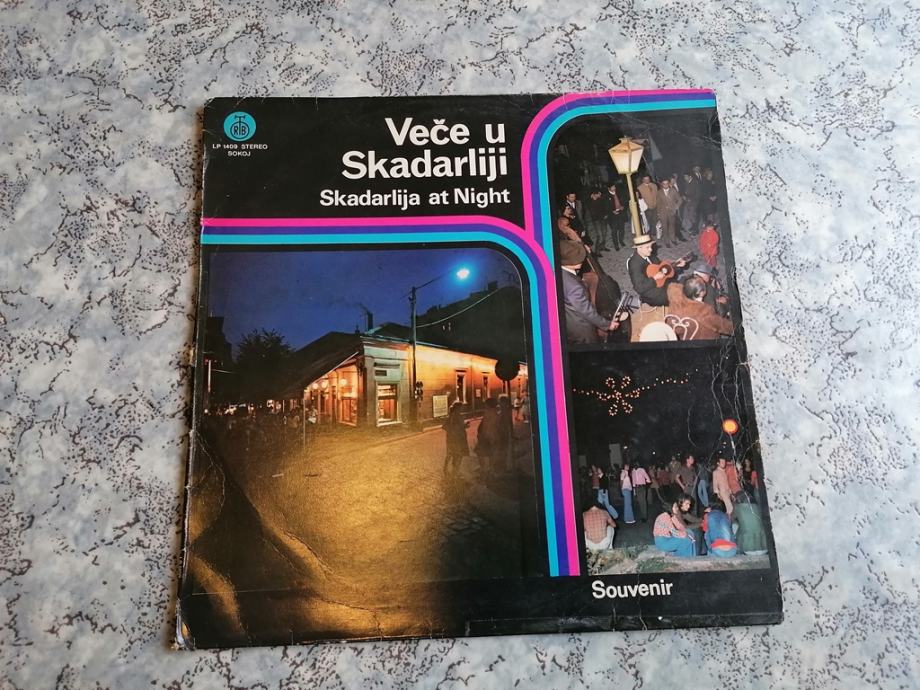 RTB
LP 1409 STEREO
SOKOJ
Veče u
Skadarliji
Skadarlija at Night
Souvenir